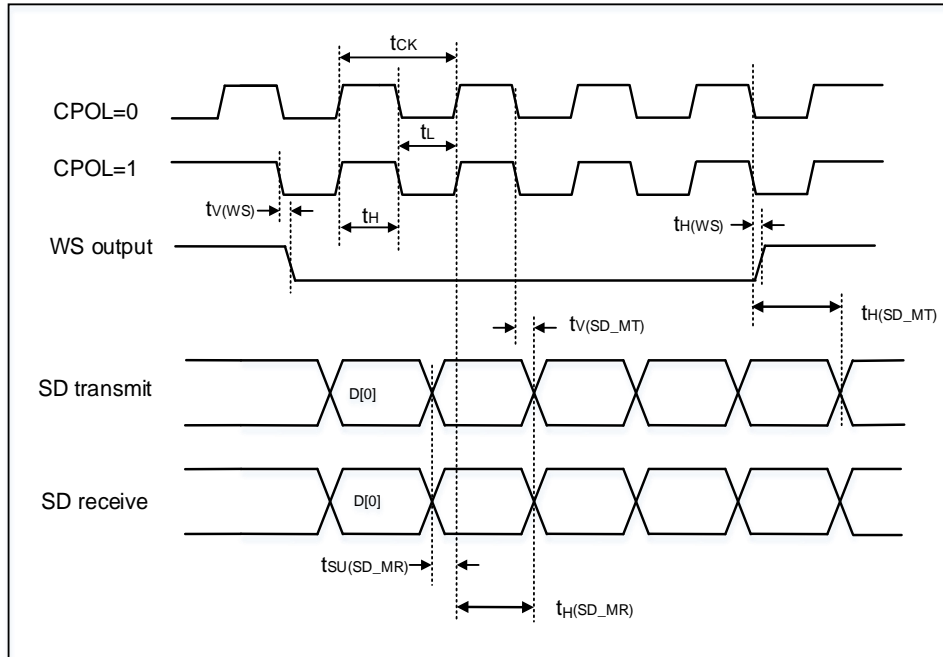 tCK
CPOL=0
tL
CPOL=1
tV(WS)
tH
tH(WS)
WS output
tV(SD_MT)
tH(SD_MT)
SD transmit
D[0]
SD receive
D[0]
tSU(SD_MR)
tH(SD_MR)